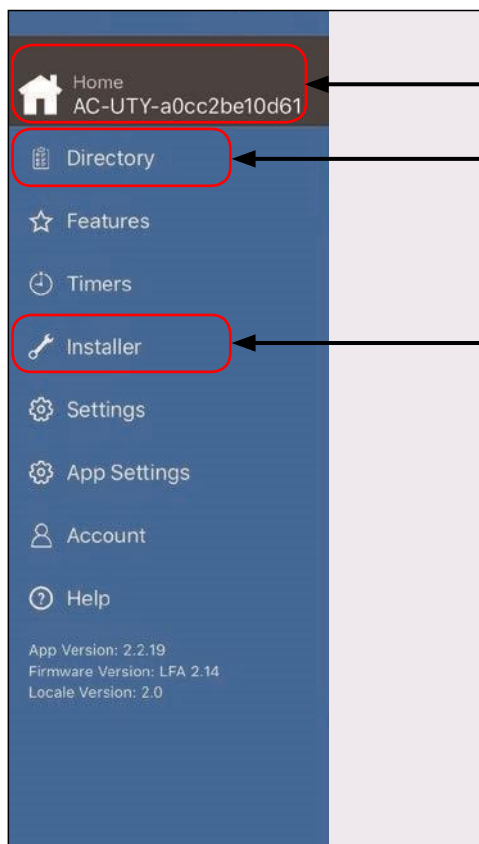 Home
AC-UTY-a0cc2be10d61
Directory
Features
Timers
Installer
Settings
App Settings
Account
Help
App Version: 2.2.19
Firmware Version: LFA 2.14
Locale Version: 2.0